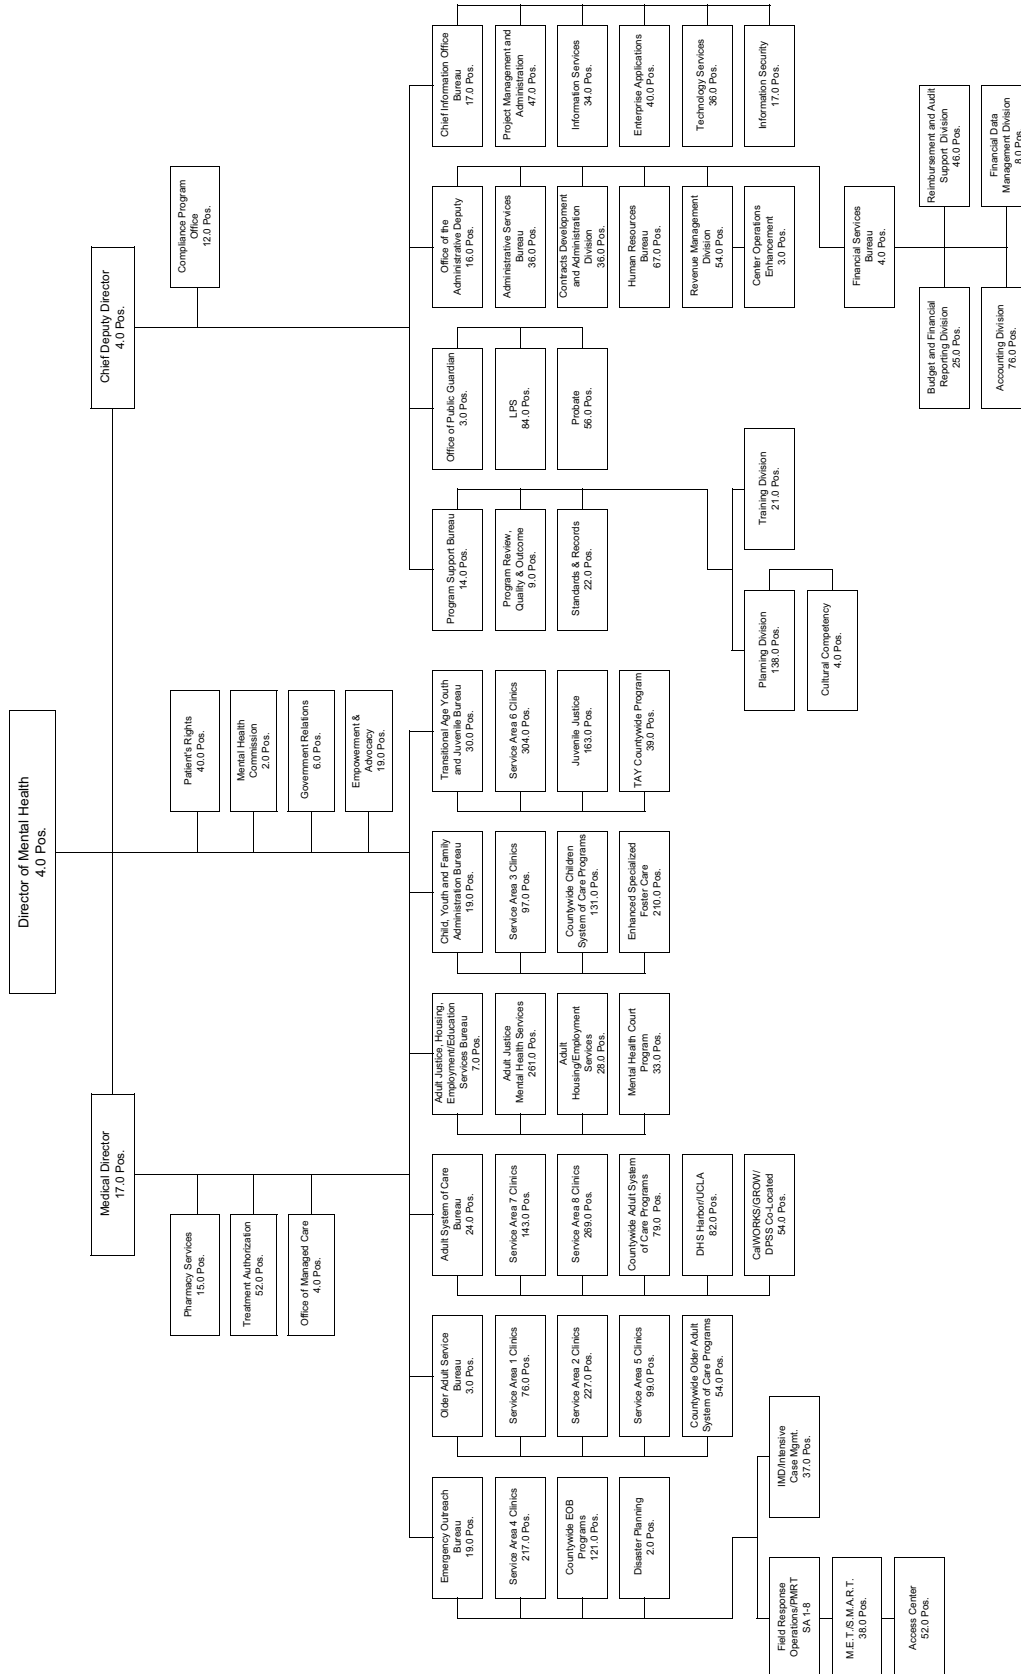 Director of Mental Health
4.0 Pos.
Medical Director
17.0 Pos.
Chief Deputy Director
4.0 Pos.
Pharmacy Services
15.0 Pos.
Treatment Authorization
52.0 Pos.
Office of Managed Care
4.0 Pos.
Patient's Rights
40.0 Pos.
Mental Health
Commission
2.0 Pos.
Government Relations
6.0 Pos.
Empowerment &
Advocacy
19.0 Pos.
Compliance Program
Office
12.0 Pos.
Emergency Outreach
Bureau
19.0 Pos.
Service Area 4 Clinics
217.0 Pos.
Countywide EOB
Programs
121.0 Pos.
Disaster Planning
2.0 Pos.
Field Response
Operations/PMRT
SA 1-8
M.E.T./S.M.A.R.T.
38.0 Pos.
Access Center
52.0 Pos.
IMD/Intensive
Case Mgmt.
37.0 Pos.
Older Adult Service
Bureau
3.0 Pos.
Service Area 1 Clinics
76.0 Pos.
Service Area 2 Clinics
227.0 Pos.
Service Area 5 Clinics
99.0 Pos.
Countywide Older Adult
System of Care Programs
54.0 Pos.
Adult System of Care
Bureau
24.0 Pos.
Service Area 7 Clinics
143.0 Pos.
Service Area 8 Clinics
269.0 Pos.
Countywide Adult System
of Care Programs
79.0 Pos.
DHS Harbor/UCLA
82.0 Pos.
CalWORKS/GROW/
DPSS Co-Located
54.0 Pos.
Adult Justice, Housing,
Employment/Education
Services Bureau
7.0 Pos.
Adult Justice
Mental Health Services
261.0 Pos.
Adult
Housing/Employment
Services
28.0 Pos.
Mental Health Court
Program
33.0 Pos.
Child, Youth and Family
Administration Bureau
19.0 Pos.
Service Area 3 Clinics
97.0 Pos.
Countywide Children
System of Care Programs
131.0 Pos.
Enhanced Specialized
Foster Care
210.0 Pos.
Transitional Age Youth
and Juvenile Bureau
30.0 Pos.
Service Area 6 Clinics
304.0 Pos.
Juvenile Justice
163.0 Pos.
TAY Countywide Program
39.0 Pos.
Program Support Bureau
14.0 Pos.
Program Review,
Quality & Outcome
9.0 Pos.
Standards & Records
22.0 Pos.
Planning Division
138.0 Pos.
Cultural Competency
4.0 Pos.
Training Division
21.0 Pos.
Office of Public Guardian
3.0 Pos.
LPS
84.0 Pos.
Probate
56.0 Pos.
Office of the
Administrative Deputy
16.0 Pos.
Administrative Services
Bureau
36.0 Pos.
Contracts Development
and Administration
Division
36.0 Pos.
Human Resources
Bureau
67.0 Pos.
Revenue Management
Division
54.0 Pos.
Center Operations
Enhancement
3.0 Pos.
Financial Services
Bureau
4.0 Pos.
Budget and Financial
Reporting Division
25.0 Pos.
Reimbursement and Audit
Support Division
46.0 Pos.
Accounting Division
76.0 Pos.
Financial Data
Management Division
8.0 Pos.
Chief Information Office
Bureau
17.0 Pos.
Project Management and
Administration
47.0 Pos.
Information Services
34.0 Pos.
Enterprise Applications
40.0 Pos.
Technology Services
36.0 Pos.
Information Security
17.0 Pos.